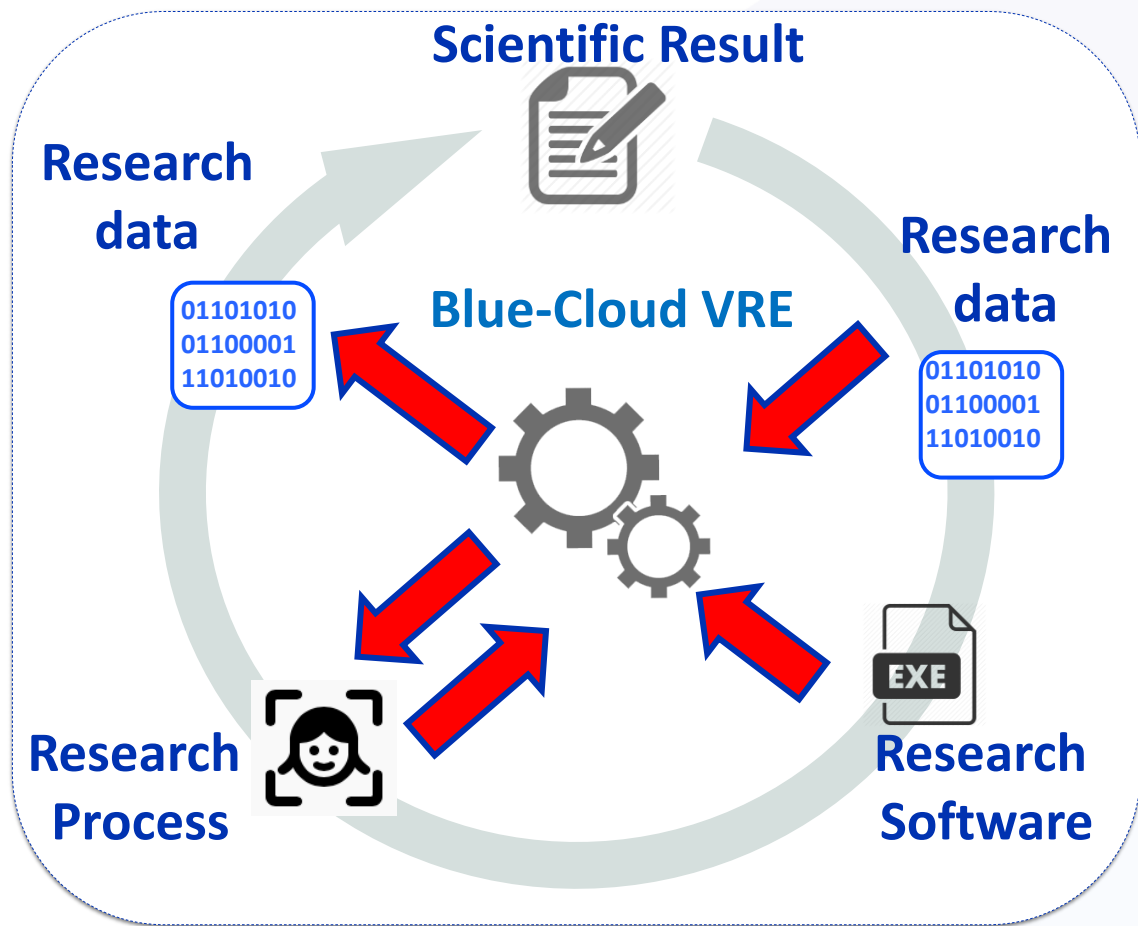 Scientific Result
Research
data
01101010
01100001
11010010
Blue-Cloud VRE
Research
data
01101010
01100001
11010010
EXE
Research
Process
Research
Software